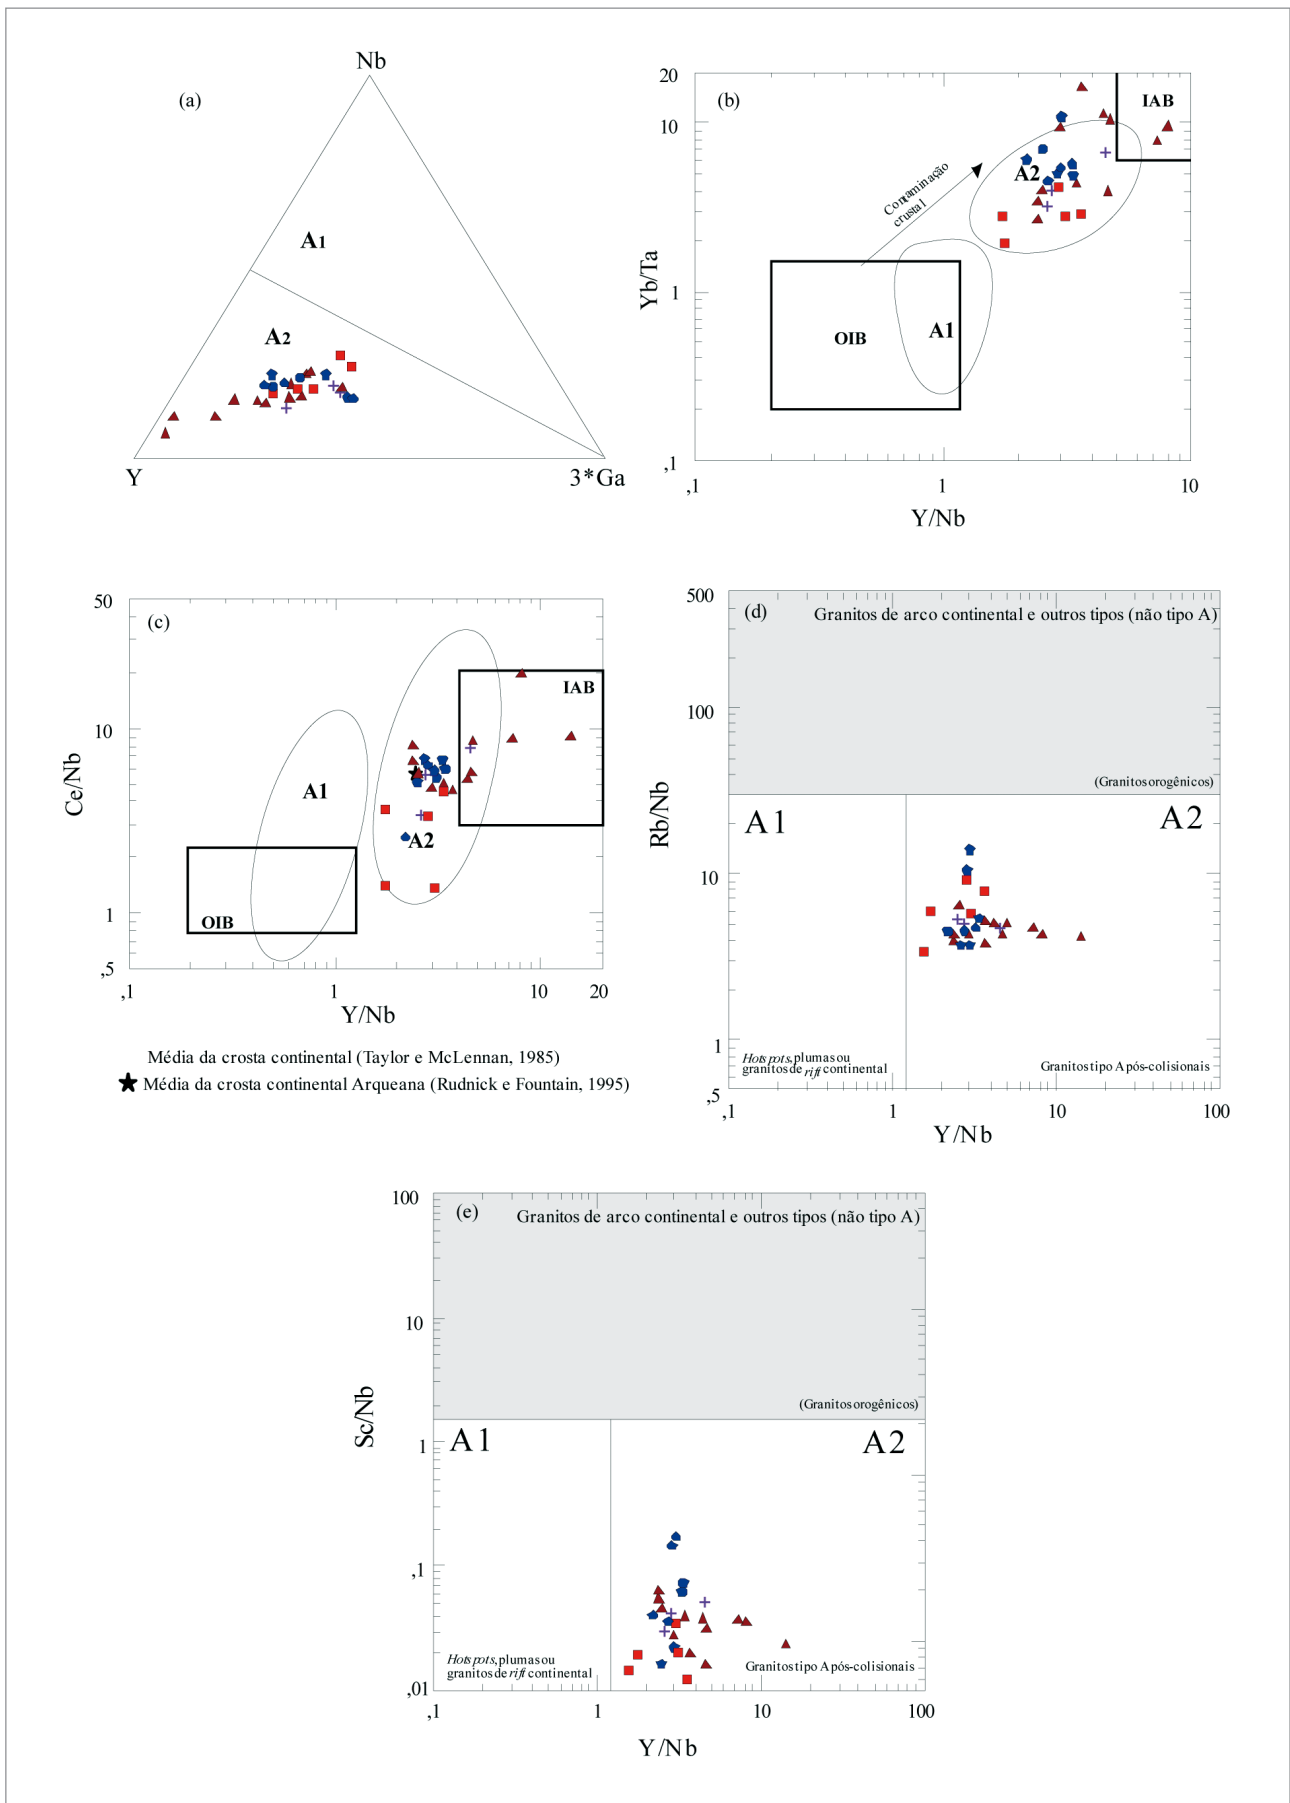 (a)
Nb
A1
A2
Y
3*Ga
(b)
20
10
1
,1
Yb/Ta
IAB
A2
Contaminação
crustal
OIB
A1
,1
1
10
Y/Nb
(c)
50
10
1
,5
Ce/Nb
IAB
A1
A2
OIB
,1
1
10
20
Y/Nb
Média da crosta continental (Taylor e McLennan, 1985)
Média da crosta continental Arqueana (Rudnick e Fountain, 1995)
(d)
500
100
10
1
,5
Rb/Nb
Granitos de arco continental e outros tipos (não tipo A)
(Granitos orogênicos)
A1
A2
Hots pots, plumas ou
granitos de rift continental
Granitos tipo A pós-colisionais
,1
1
10
100
Y/Nb
(e)
100
10
1
,1
,01
Sc/Nb
Granitos de arco continental e outros tipos (não tipo A)
(Granitos orogênicos)
A1
A2
Hots pots, plumas ou
granitos de rift continental
Granitos tipo A pós-colisionais
,1
1
10
100
Y/Nb